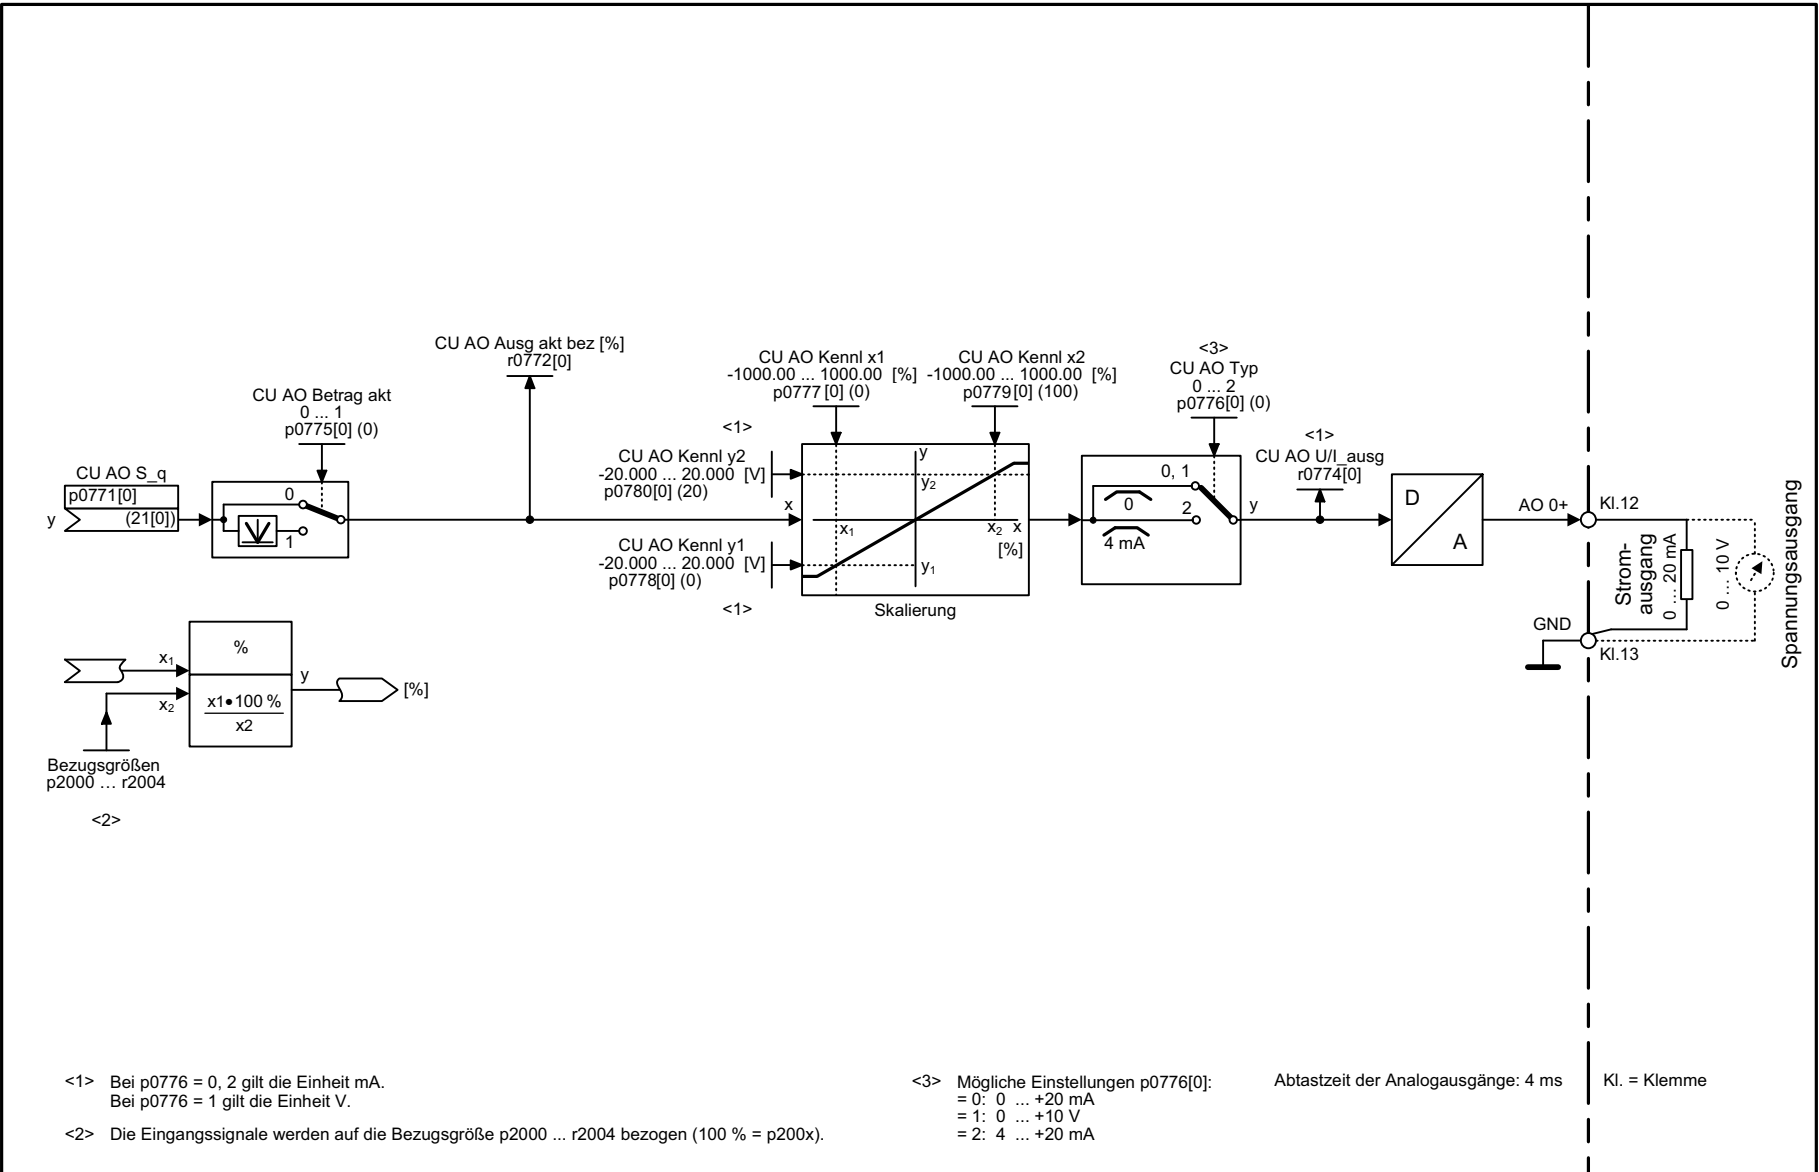 CU AO S_q
p0771[0]
y
(21[0])
CU AO Betrag akt
0 ... 1
p0775[0] (0)
0
1
CU AO Ausg akt bez [%]
r0772[0]
CU AO Kennl x1
-1000.00 ... 1000.00 [%]
p0777[0] (0)
CU AO Kennl x2
-1000.00 ... 1000.00 [%]
p0779[0] (100)
<1>
CU AO Kennl y2
-20.000 ... 20.000 [V]
p0780[0] (20)
x
CU AO Kennl y1
-20.000 ... 20.000 [V]
p0778[0] (0)
<1>
y
y2
x1
x2
x
[%]
y1
Skalierung
<3>
CU AO Typ
0 ... 2
p0776[0] (0)
0, 1
0
2
4 mA
y
<1>
CU AO U/I_ausg
r0774[0]
D
A
AO 0+
Kl.12
GND
Kl.13
Strom-
ausgang
0 ... 20 mA
0 ... 10 V
Spannungsausgang
x1
x2
%
x1•100 %
x2
y
[%]
Bezugsgrößen
p2000 ... r2004
<2>
<1> Bei p0776 = 0, 2 gilt die Einheit mA.
Bei p0776 = 1 gilt die Einheit V.
<2> Die Eingangssignale werden auf die Bezugsgröße p2000 ... r2004 bezogen (100 % = p200x).
<3> Mögliche Einstellungen p0776[0]:
= 0: 0 ... +20 mA
= 1: 0 ... +10 V
= 2: 4 ... +20 mA
Abtastzeit der Analogausgänge: 4 ms
Kl. = Klemme